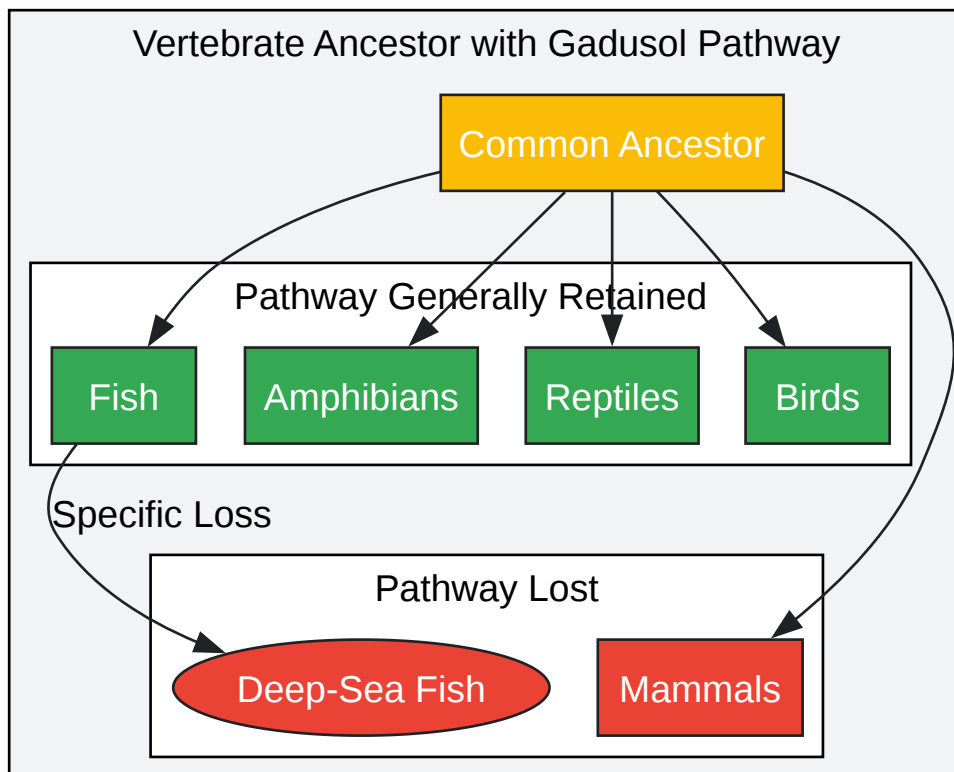 Vertebrate Ancestor with Gadusol Pathway
Common Ancestor
Pathway Generally Retained
Fish
Amphibians
Reptiles
Birds
Specific Loss
Pathway Lost
Deep-Sea Fish
Mammals